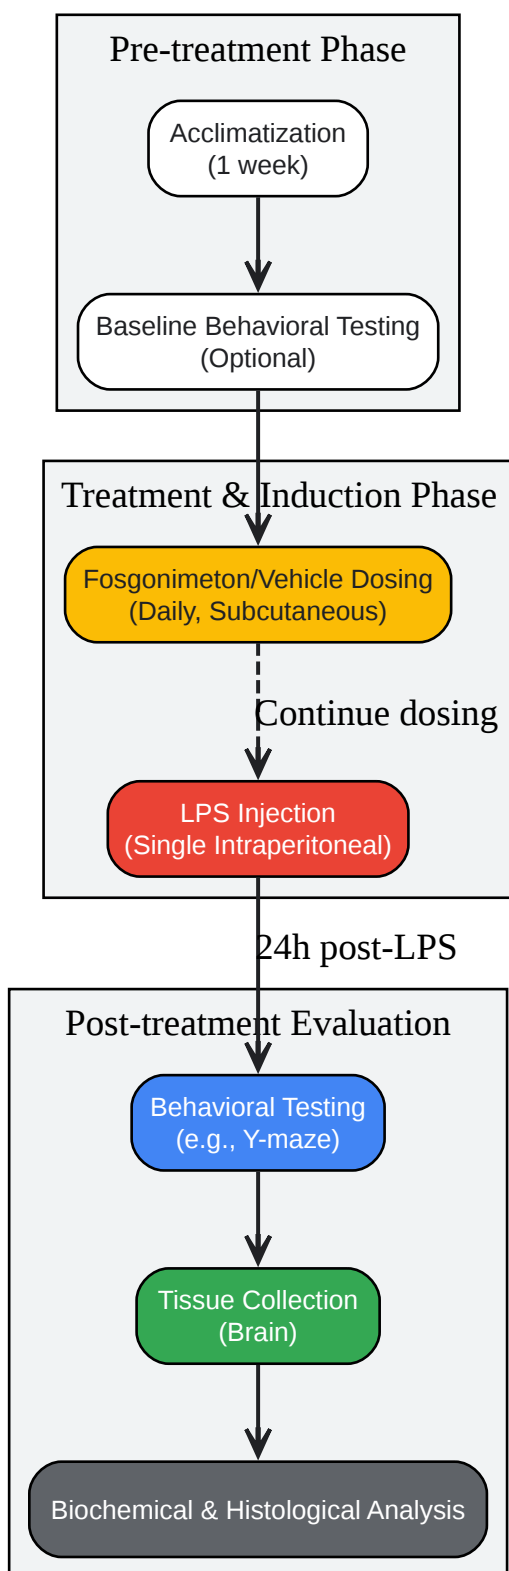 Pre-treatment Phase
Acclimatization
(1 week)
Baseline Behavioral Testing
(Optional)
Treatment & Induction Phase
Fosgonimeton/Vehicle Dosing
(Daily, Subcutaneous)
Continue dosing
LPS Injection
(Single Intraperitoneal)
24h post-LPS
Post-treatment Evaluation
Behavioral Testing
(e.g., Y-maze)
Tissue Collection
(Brain)
Biochemical & Histological Analysis